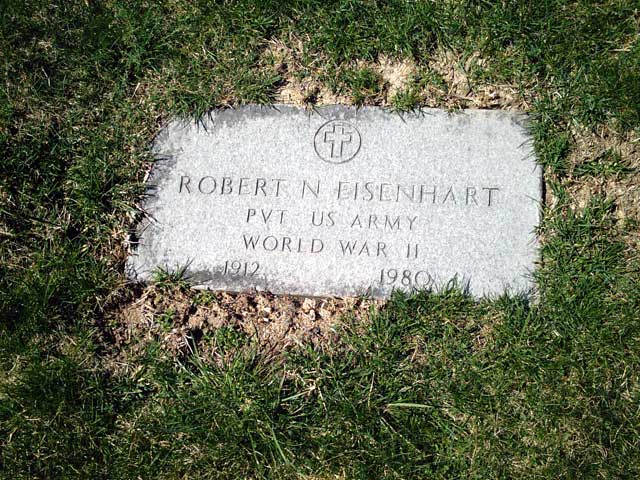 ROBERT N EISENHART
PVT US ARMY
WORLD WAR II
1912 1980